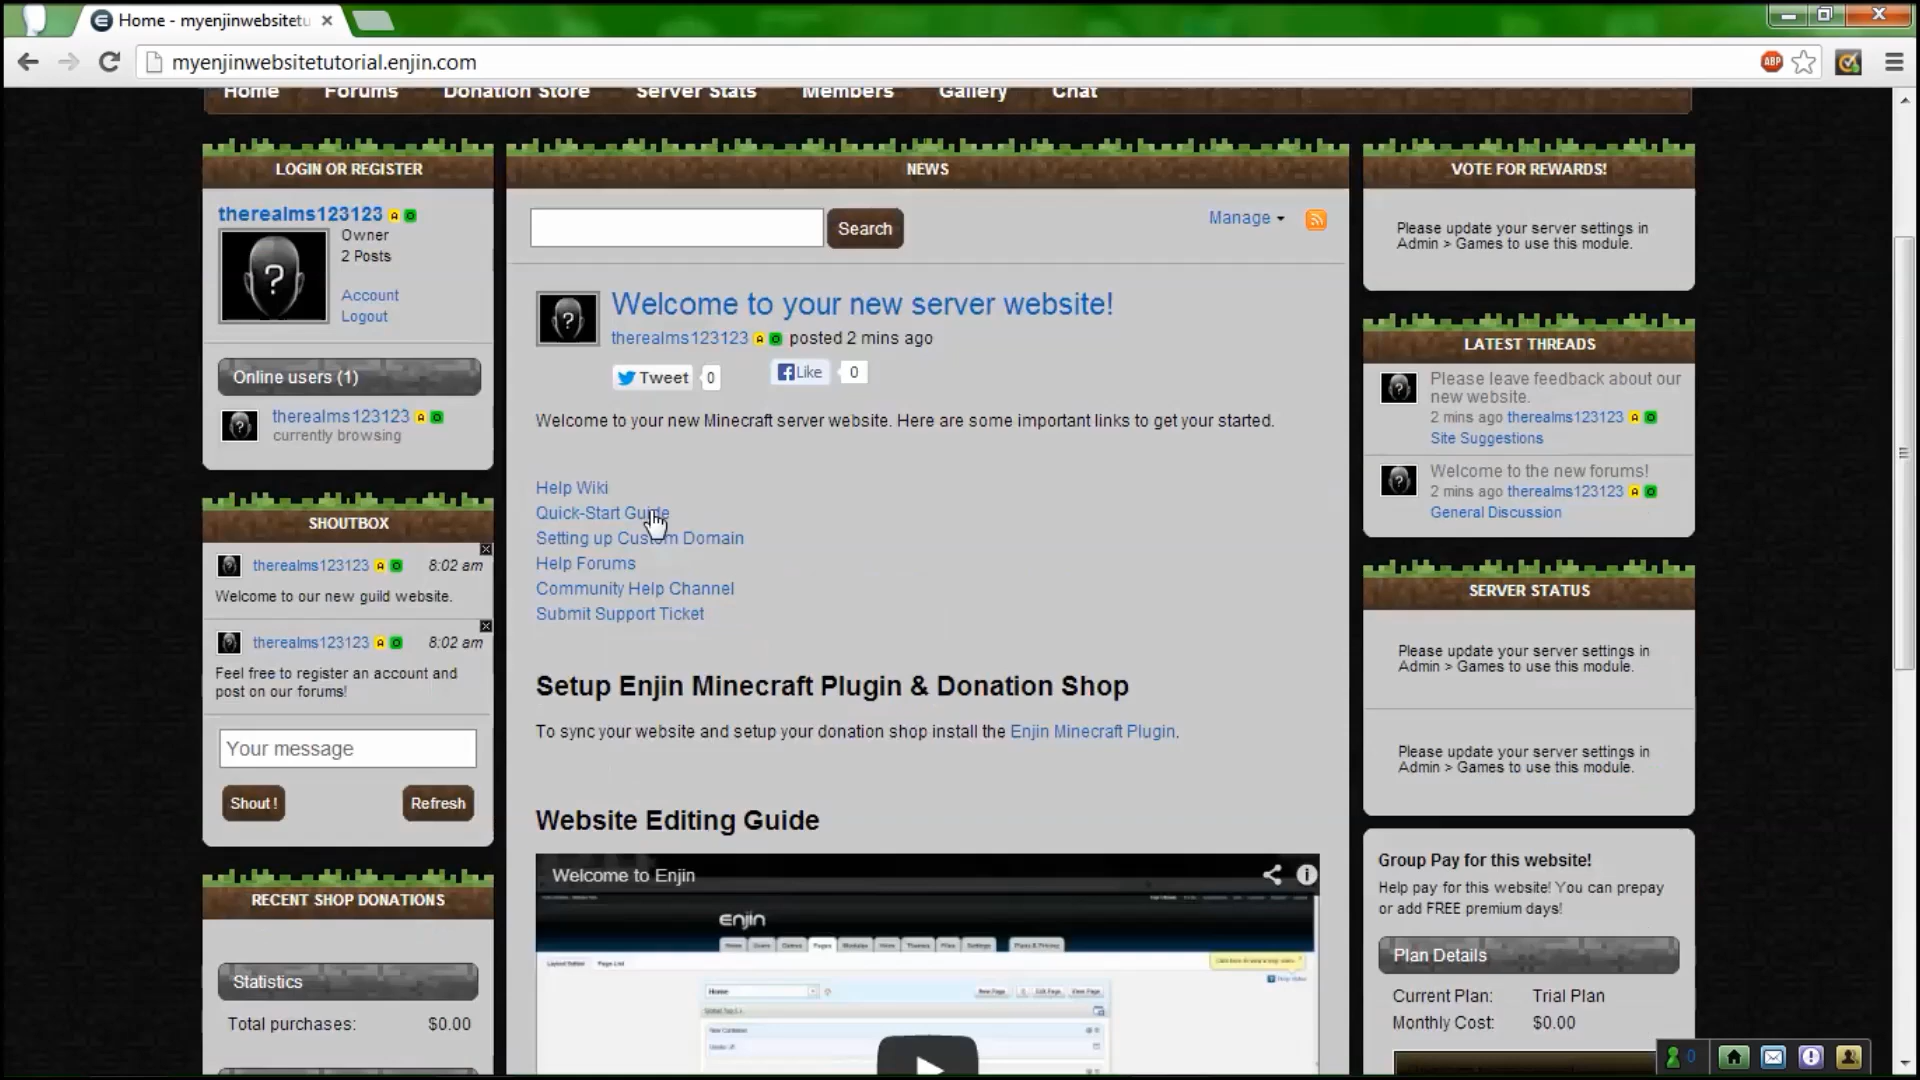 Home - myenjinwebsitetu
myenjinwebsitetutorial.enjin.com
ABP
Home Forums Donation Store Server Stats Members Gallery Chat
LOGIN OR REGISTER
therealms123123 A O
Owner
2 Posts
Account
Logout
Online users (1)
therealms123123 A O
currently browsing
SHOUTBOX
therealms123123 A O 8:02 am
Welcome to our new guild website.
therealms123123 A O 8:02 am
Feel free to register an account and
post on our forums!
Your message
Shout! Refresh
RECENT SHOP DONATIONS
Statistics
Total purchases: $0.00
NEWS
Search
Manage
Welcome to your new server website!
therealms123123 A O posted 2 mins ago
Tweet 0 Like 0
Welcome to your new Minecraft server website. Here are some important links to get your started.
Help Wiki
Quick-Start Guide
Setting up Custom Domain
Help Forums
Community Help Channel
Submit Support Ticket
Setup Enjin Minecraft Plugin & Donation Shop
To sync your website and setup your donation shop install the Enjin Minecraft Plugin.
Website Editing Guide
Welcome to Enjin
enjin
Pages
Home
VOTE FOR REWARDS!
Please update your server settings in
Admin > Games to use this module.
LATEST THREADS
Please leave feedback about our
new website.
2 mins ago therealms123123 A O
Site Suggestions
Welcome to the new forums!
2 mins ago therealms123123 A O
General Discussion
SERVER STATUS
Please update your server settings in
Admin > Games to use this module.
Please update your server settings in
Admin > Games to use this module.
Group Pay for this website!
Help pay for this website! You can prepay
or add FREE premium days!
Plan Details
Current Plan: Trial Plan
Monthly Cost: $0.00
0